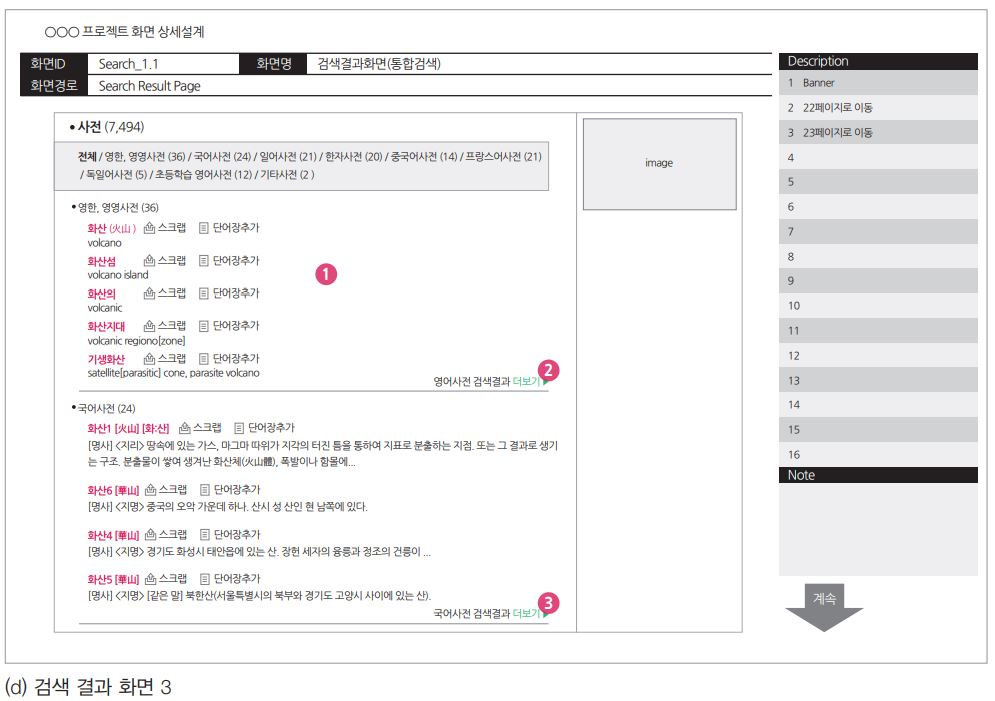 ○○○ 프로젝트 화면 상세설계
화면ID Search_1.1 화면명 검색결과화면(통합검색)
화면경로 Search Result Page
• 사전 (7,494)
전체 / 영한, 영영사전 (36) / 국어사전 (24) / 일어사전 (21) / 한자사전 (20) / 중국어사전 (14) / 프랑스어사전 (21)
/ 독일어사전 (5) / 초등학습 영어사전 (12) / 기타사전 (2 )
• 영한, 영영사전 (36)
화산 (火山 ) 스크랩 단어장추가
volcano
화산섬 스크랩 단어장추가
volcano island
1
화산의 스크랩 단어장추가
volcanic
화산지대 스크랩 단어장추가
volcanic regiono[zone]
기생화산 스크랩 단어장추가
satellite[parasitic] cone, parasite volcano
2
영어사전 검색결과 더보기
• 국어사전 (24)
화산1 [火山] [화:산] 스크랩 단어장추가
[명사] <지리> 땅속에 있는 가스, 마그마 따위가 지각의 터진 틈을 통하여 지표로 분출하는 지점. 또는 그 결과로 생기
는 구조. 분출물이 쌓여 생겨난 화산체(火山體), 폭발이나 함몰에...
화산6 [華山] 스크랩 단어장추가
[명사] <지명> 중국의 오악 가운데 하나. 산시 성 산인 현 남쪽에 있다.
화산4 [華山] 스크랩 단어장추가
[명사] <지명> 경기도 화성시 태안읍에 있는 산. 장헌 세자의 융릉과 정조의 건릉이 ...
화산5 [華山] 스크랩 단어장추가
[명사] <지명> [같은 말] 북한산(서울특별시의 북부와 경기도 고양시 사이에 있는 산).
3
국어사전 검색결과 더보기
image
Description
1 Banner
2 22페이지로 이동
3 23페이지로 이동
4
5
6
7
8
9
10
11
12
13
14
15
16
Note
계속
(d) 검색 결과 화면 3